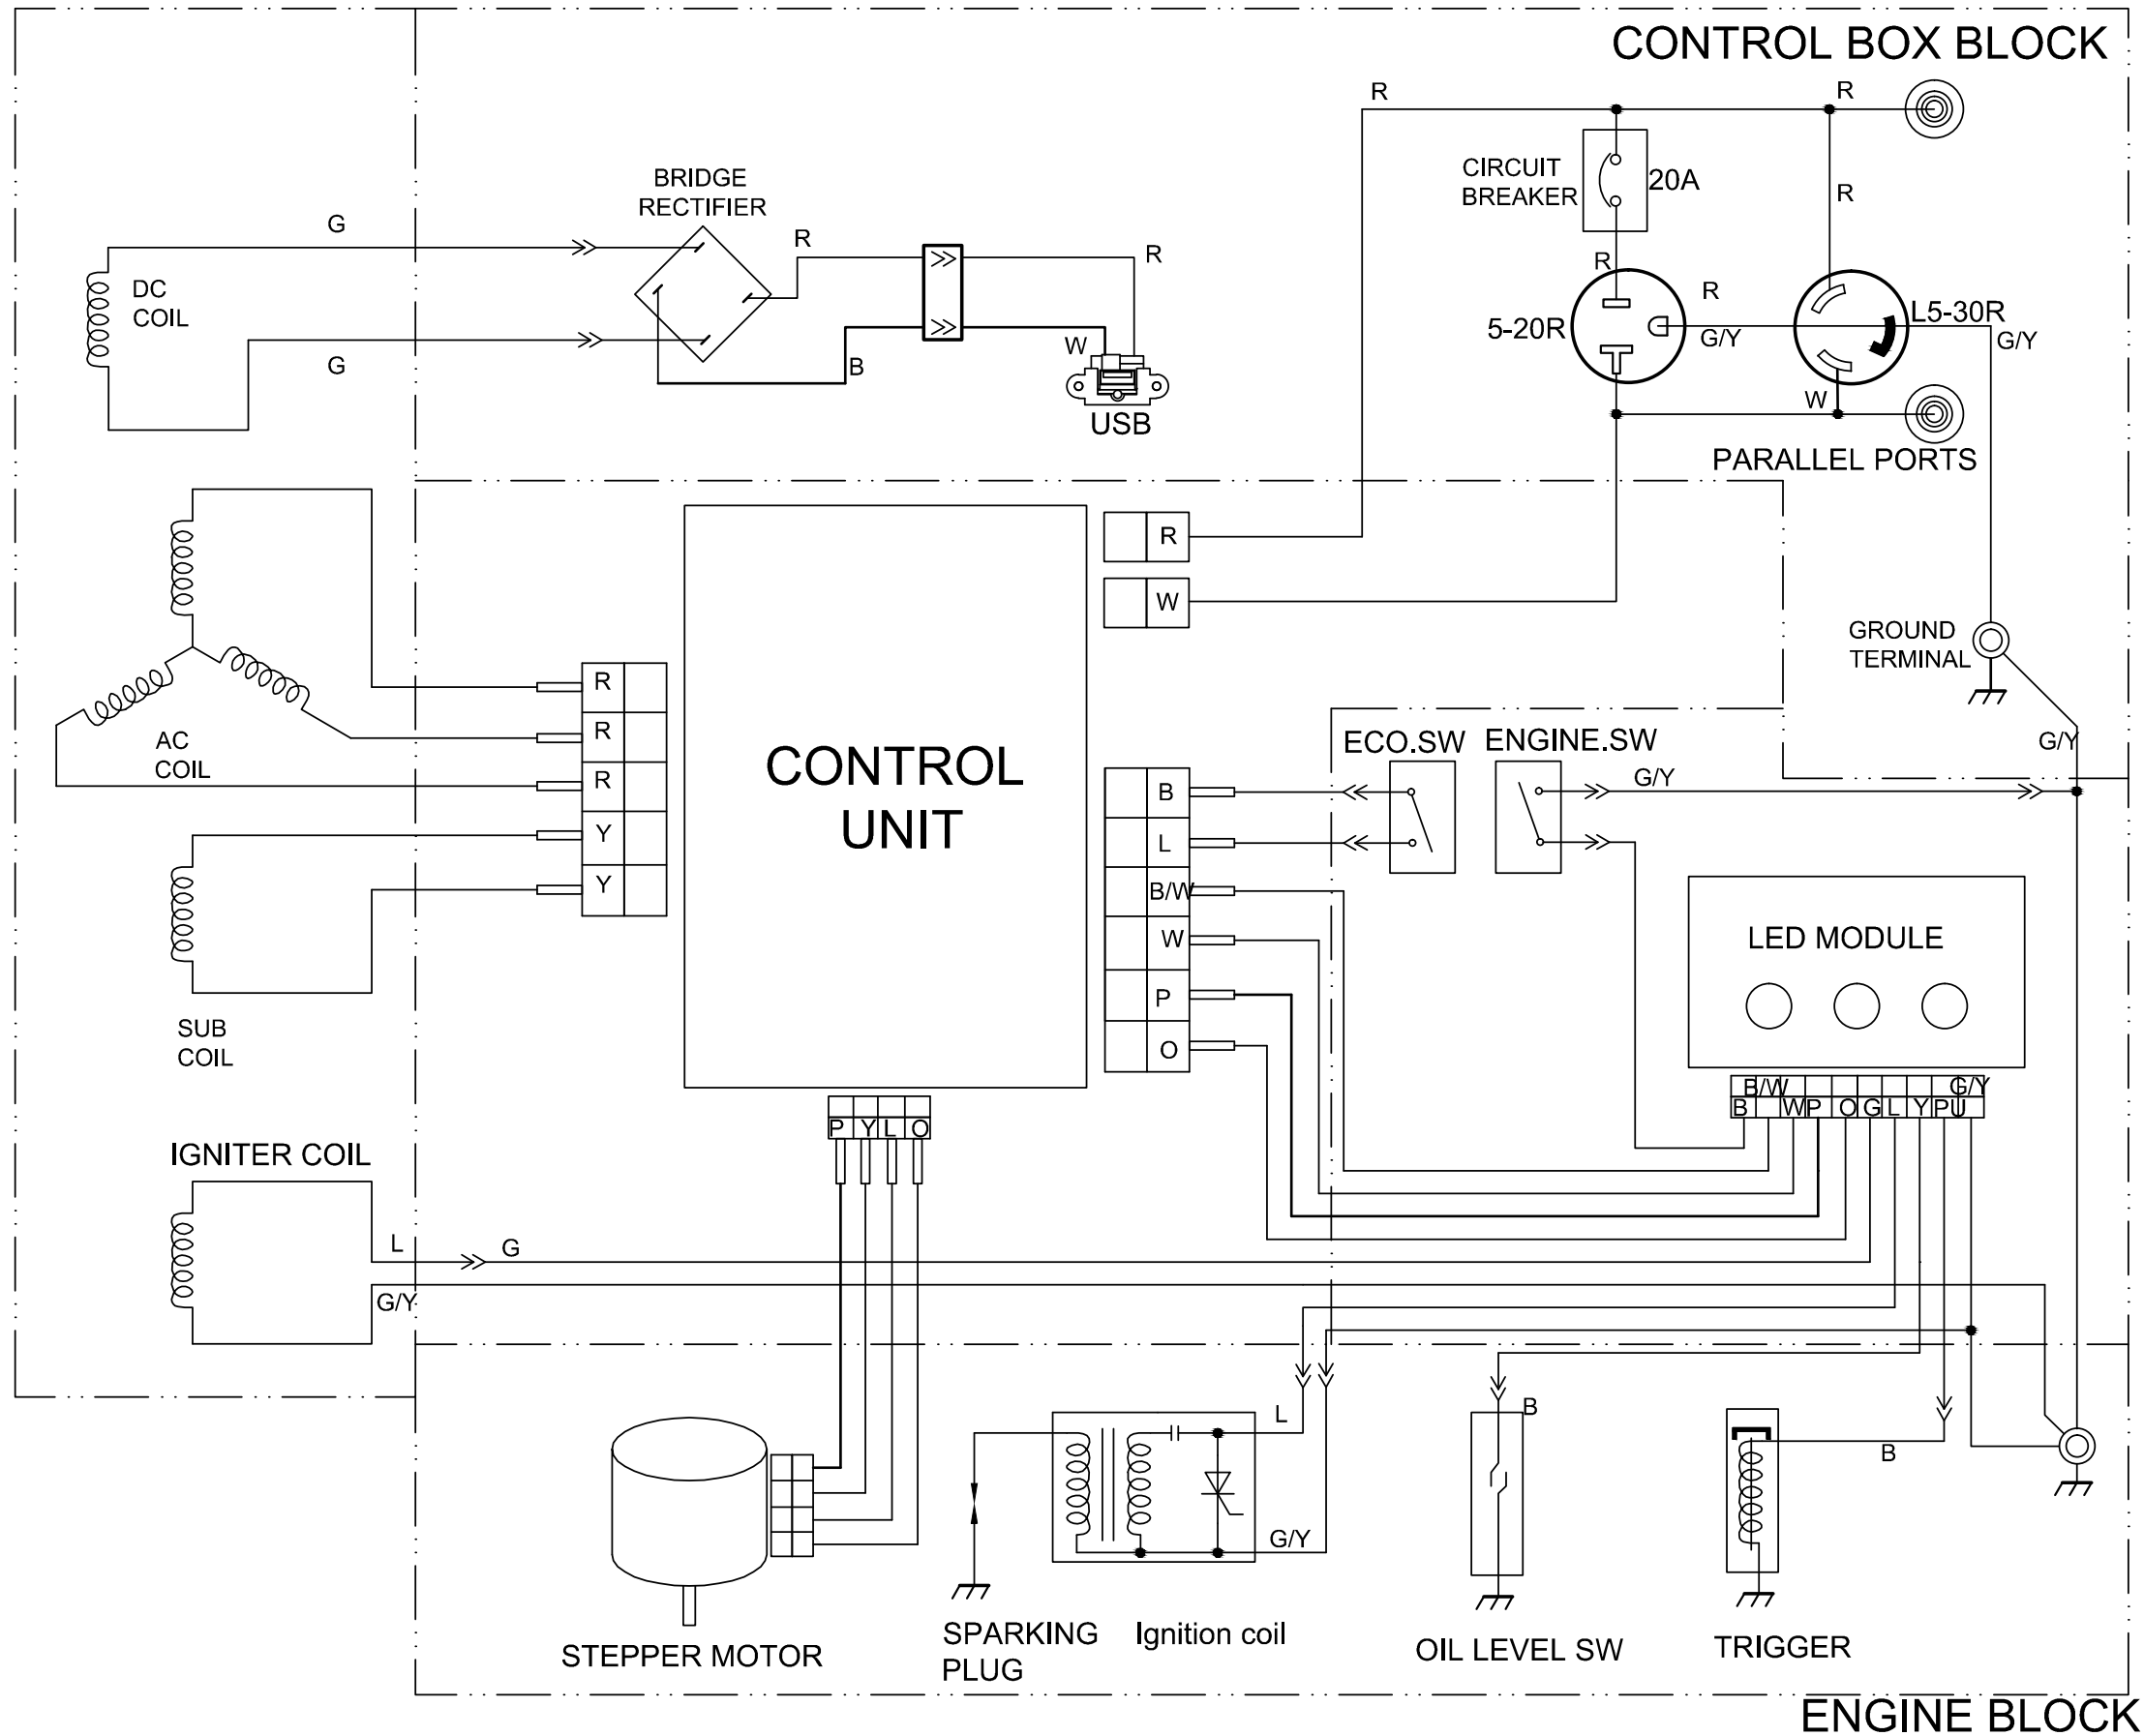 CONTROL BOX BLOCK
R
R
CIRCUIT
BREAKER
20A
R
BRIDGE
RECTIFIER
G
R
R
R
R
DC
COIL
5-20R
L5-30R
G/Y
G/Y
G
B
W
W
USB
PARALLEL PORTS
R
W
GROUND
TERMINAL
R
R
R
Y
Y
AC
COIL
CONTROL
UNIT
ECO.SW
ENGINE.SW
G/Y
G/Y
B
L
B/W
W
P
O
LED MODULE
SUB
COIL
B/W
G/Y
B
W
P
O
G
L
Y
PU
P
Y
L
O
IGNITER COIL
L
G
G/Y
L
B
B
G/Y
SPARKING
PLUG
Ignition coil
OIL LEVEL SW
TRIGGER
STEPPER MOTOR
ENGINE BLOCK